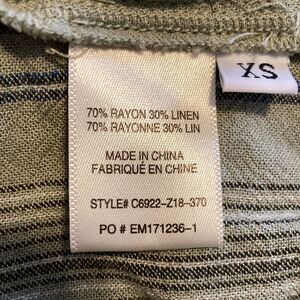 XS
70% RAYON 30% LINEN
70% RAYONNE 30% LIN
MADE IN CHINA
FABRIQUÉ EN CHINE
STYLE# C6922-Z18-370
PO # EM171236-1